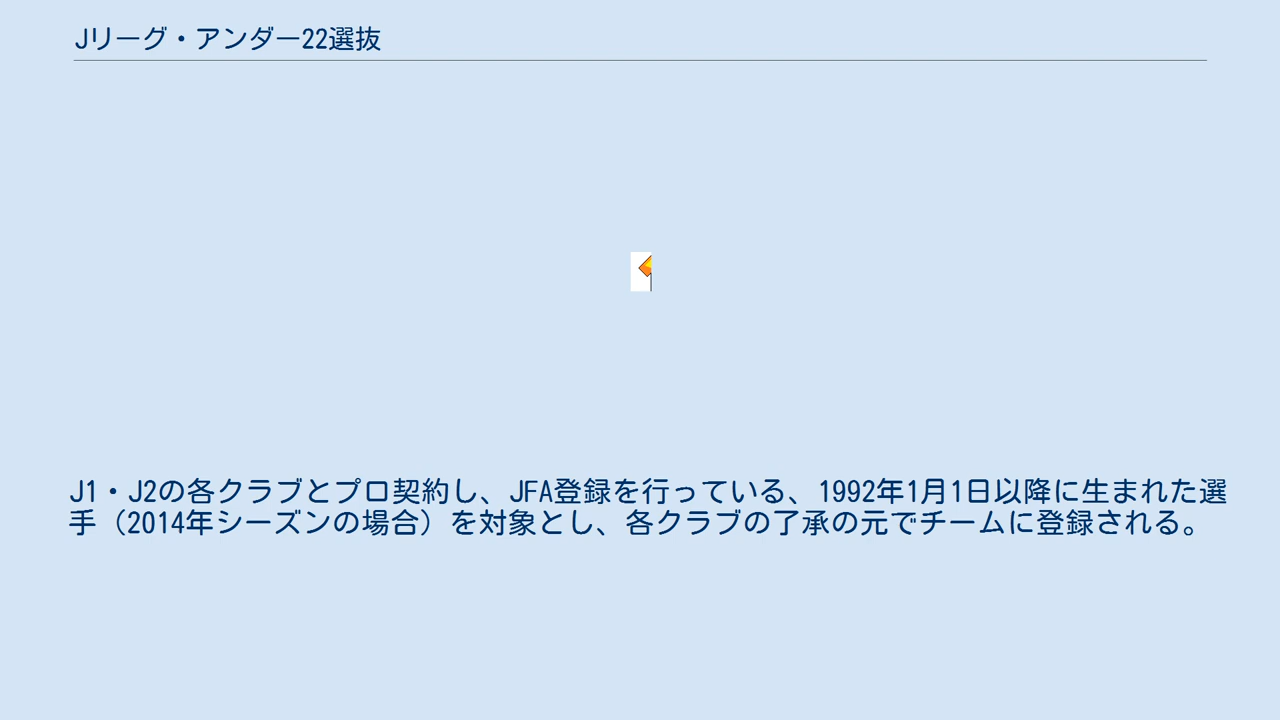 Jリーグ・アンダー22選抜
J1・J2の各クラブとプロ契約し、JFA登録を行っている、1992年1月1日以降に生まれた選
手（2014年シーズンの場合）を対象とし、各クラブの了承の元でチームに登録される。